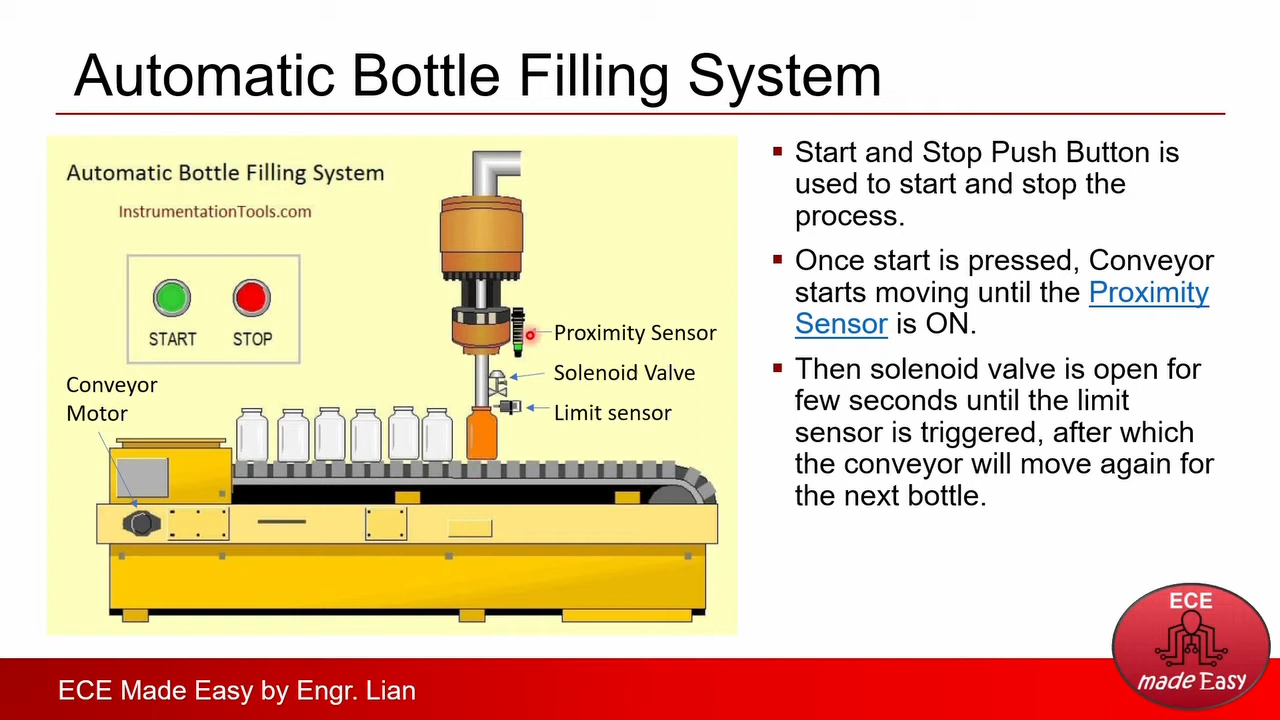 Automatic Bottle Filling System
Automatic Bottle Filling System
InstrumentationTools.com
START
STOP
Proximity Sensor
Solenoid Valve
Limit sensor
Conveyor
Motor
Start and Stop Push Button is
used to start and stop the
process.
Once start is pressed, Conveyor
starts moving until the Proximity
Sensor is ON.
Then solenoid valve is open for
few seconds until the limit
sensor is triggered, after which
the conveyor will move again for
the next bottle.
ECE
made Easy
ECE Made Easy by Engr. Lian